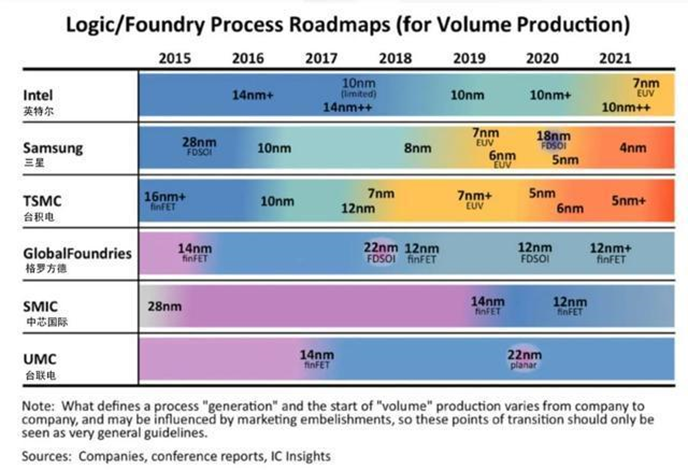 Logic/Foundry Process Roadmaps (for Volume Production)
2015 2016 2017 2018 2019 2020 2021
Intel
英特尔
14nm+
10nm
(limited)
14nm++
10nm
10nm+
7nm
EUV
10nm++
Samsung
三星
28nm
FDSOI
10nm
8nm
7nm
EUV
6nm
EUV
18nm
FDSOI
5nm
4nm
TSMC
台积电
16nm+
finFET
10nm
7nm
12nm
7nm+
EUV
5nm
6nm
5nm+
GlobalFoundries
格罗方德
14nm
finFET
22nm
FDSOI
12nm
finFET
12nm
FDSOI
12nm+
finFET
SMIC
中芯国际
28nm
14nm
finFET
12nm
finFET
UMC
台联电
14nm
finFET
22nm
planar
Note: What defines a process "generation" and the start of "volume" production varies from company to
company, and may be influenced by marketing embelishments, so these points of transition should only be
seen as very general guidelines.
Sources: Companies, conference reports, IC Insights